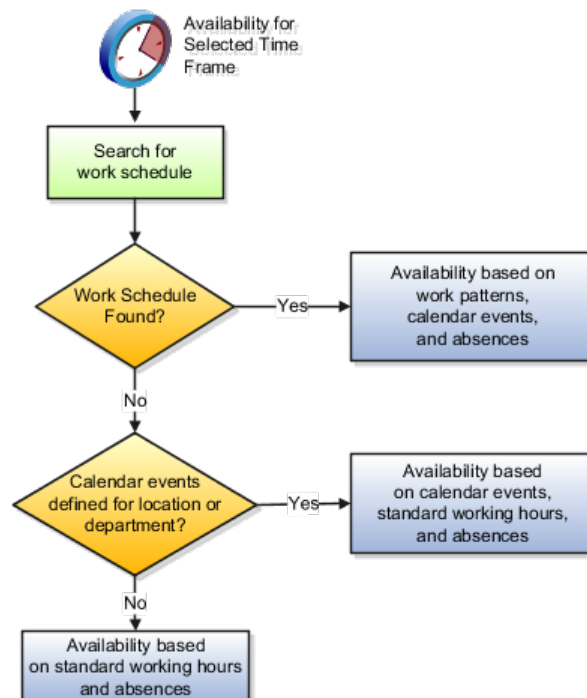 Availability for
Selected Time
Frame
Search for
work schedule
Work Schedule
Found?
Yes
Availability based on
work patterns,
calendar events,
and absences
No
Calendar events
defined for location or
department?
Yes
Availability based
on calendar events,
standard working hours,
and absences
No
Availability based
on standard working hours
and absences